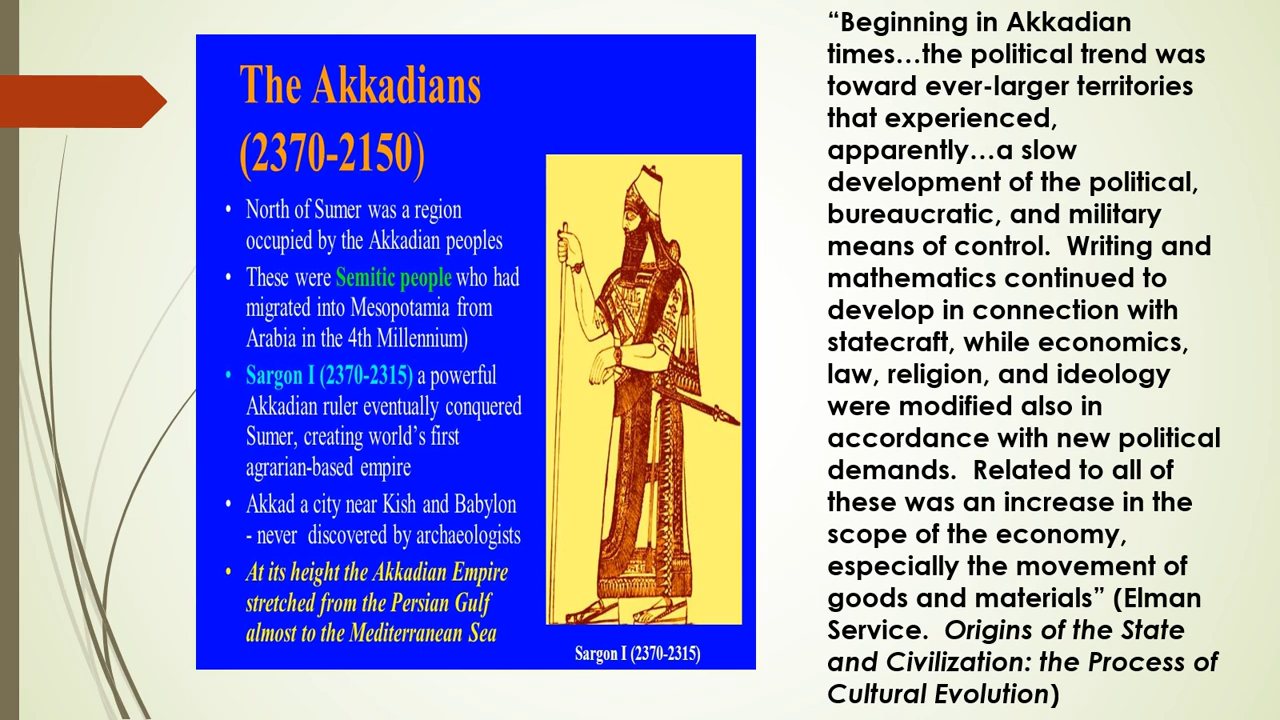 The Akkadians
(2370-2150)
• North of Sumer was a region
occupied by the Akkadian peoples
• These were Semitic people who had
migrated into Mesopotamia from
Arabia in the 4th Millennium)
• Sargon I (2370-2315) a powerful
Akkadian ruler eventually conquered
Sumer, creating world’s first
agrarian-based empire
• Akkad a city near Kish and Babylon
- never discovered by archaeologists
• At its height the Akkadian Empire
stretched from the Persian Gulf
almost to the Mediterranean Sea
Sargon I (2370-2315)
“Beginning in Akkadian
times…the political trend was
toward ever-larger territories
that experienced,
apparently…a slow
development of the political,
bureaucratic, and military
means of control.  Writing and
mathematics continued to
develop in connection with
statecraft, while economics,
law, religion, and ideology
were modified also in
accordance with new political
demands.  Related to all of
these was an increase in the
scope of the economy,
especially the movement of
goods and materials” (Elman
Service.  Origins of the State
and Civilization: the Process of
Cultural Evolution)